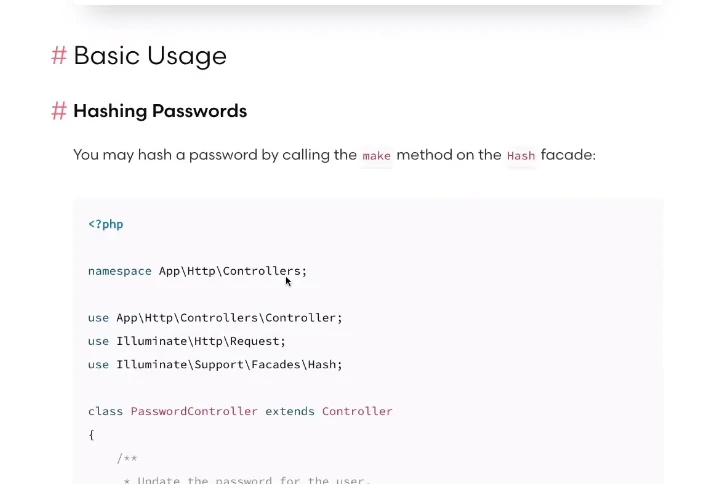 # Basic Usage
# Hashing Passwords
You may hash a password by calling the make method on the Hash facade:
<?php
namespace App\Http\Controllers;
use App\Http\Controllers\Controller;
use Illuminate\Http\Request;
use Illuminate\Support\Facades\Hash;
class PasswordController extends Controller
{
/**
* Update the password for the user.